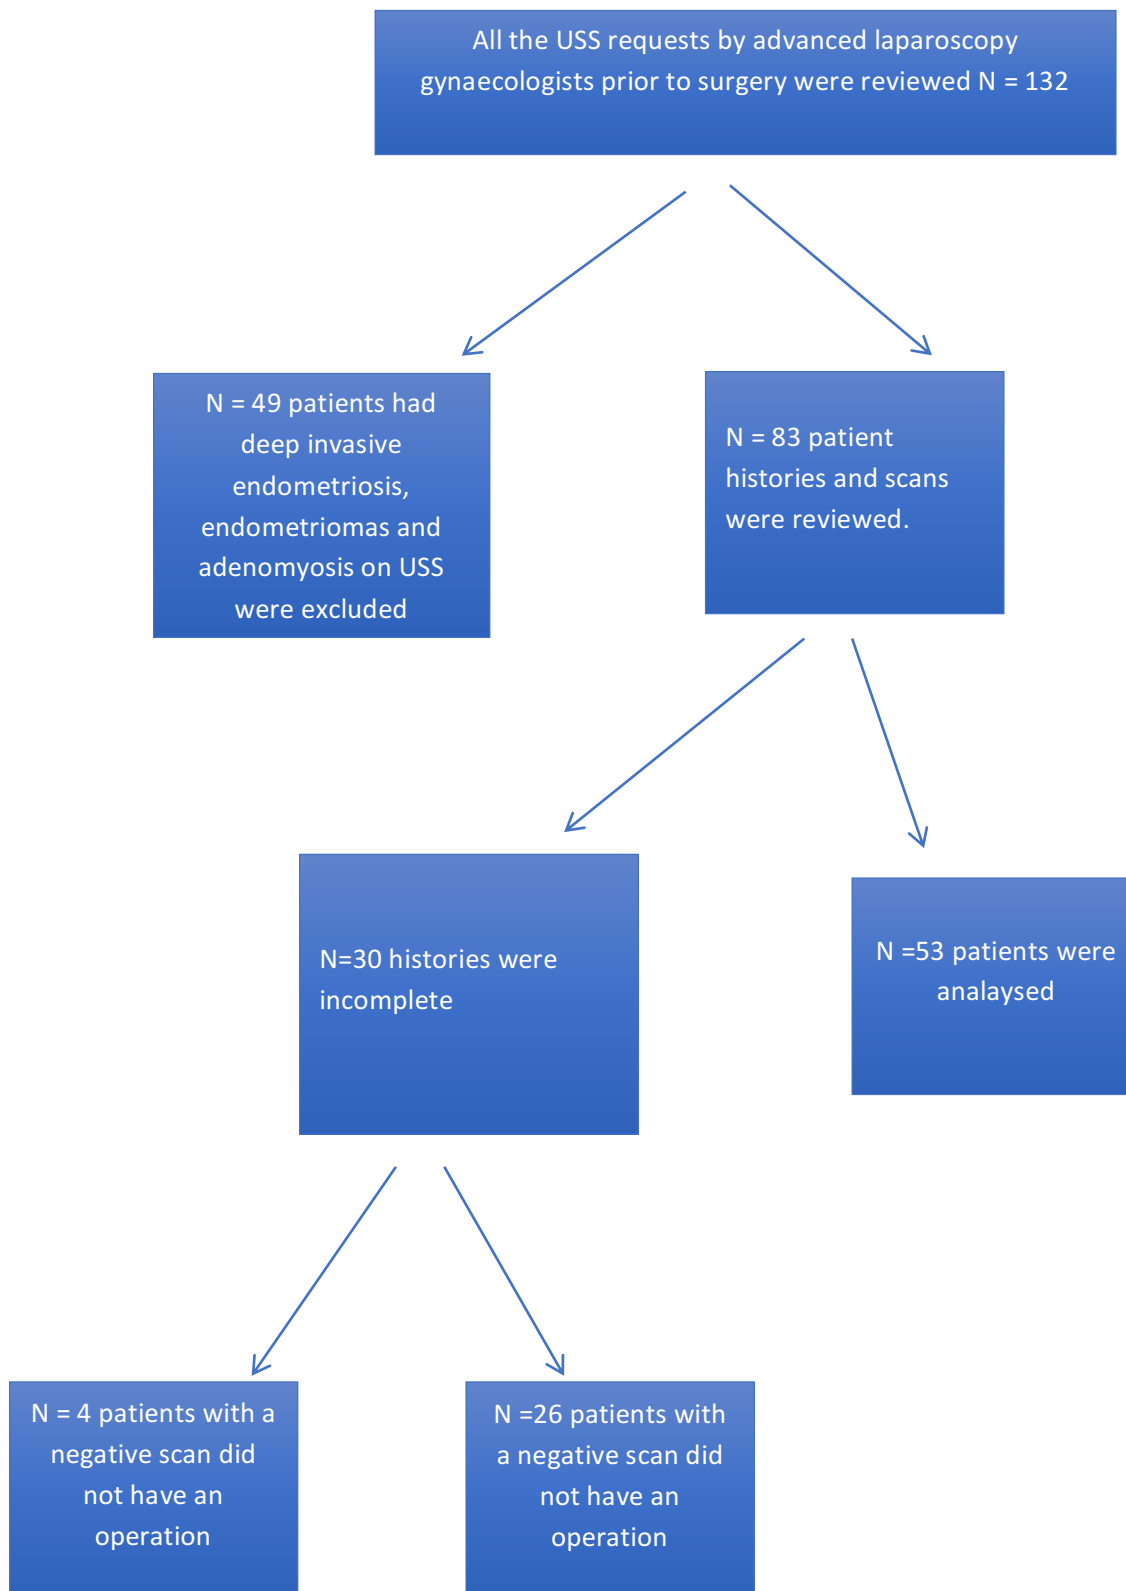 All the USS requests by advanced laparoscopy
gynaecologists prior to surgery were reviewed N = 132
N = 49 patients had
deep invasive
endometriosis,
endometriomas and
adenomyosis on USS
were excluded
N = 83 patient
histories and scans
were reviewed.
N=30 histories were
incomplete
N =53 patients were
analaysed
N = 4 patients with a
negative scan did
not have an
operation
N =26 patients with
a negative scan did
not have an
operation